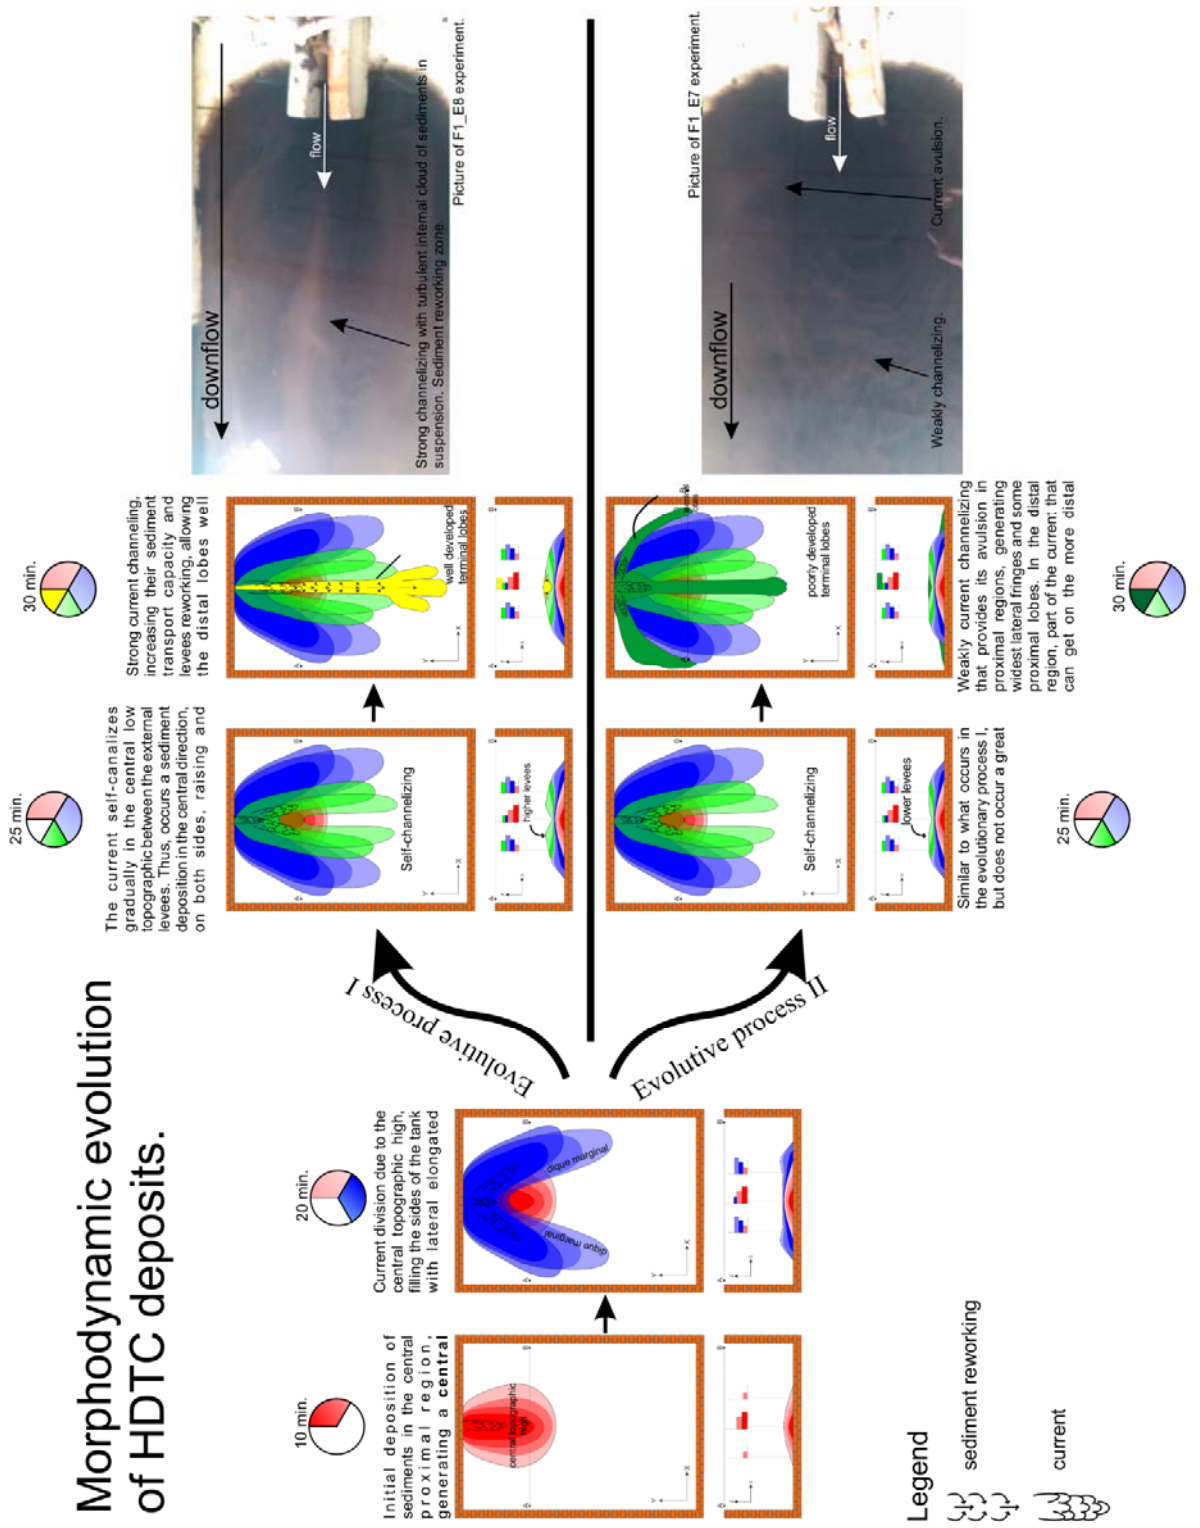 Morphodynamic evolution
of HDTC deposits.
10 min.
Initial deposition of
sediments in the central
proximal region,
generating a central
central topographic
high
A
B
Y
X
A
B
20 min.
Current division due to the
central topographic high,
filling the sides of the tank
with lateral elongated
dique marginal
dique marginal
A
B
Y
X
A
B
Evolutive process I
Evolutive process II
25 min.
The current self-canalizes
gradually in the central low
topographic between the external
levees. Thus, occurs a sediment
deposition in the central direction,
on both sides, raising and
A
B
Self-channelizing
Y
X
A
B
higher levees
30 min.
Strong current channeling,
increasing their sediment
transport capacity and
levees reworking, allowing
the distal lobes well
A
B
well developed
terminal lobes
Y
X
A
B
downflow
flow
Strong channelizing with turbulent internal cloud of sediments in
suspension. Sediment reworking zone.
Picture of F1_E8 experiment.
A
B
Self-channelizing
Y
X
A
B
lower levees
Similar to what occurs in
the evolutionary process I,
but does not occur a great
25 min.
A
B
lobes
poorly developed
terminal lobes
Y
X
A
B
Weakly current channelizing
that provides its avulsion in
proximal regions, generating
widest lateral fringes and some
proximal lobes. In the distal
region, part of the current that
can get on the more distal
30 min.
Picture of F1_E7 experiment.
downflow
flow
Weakly channelizing.
Current avulsion.
Legend
sediment reworking
current